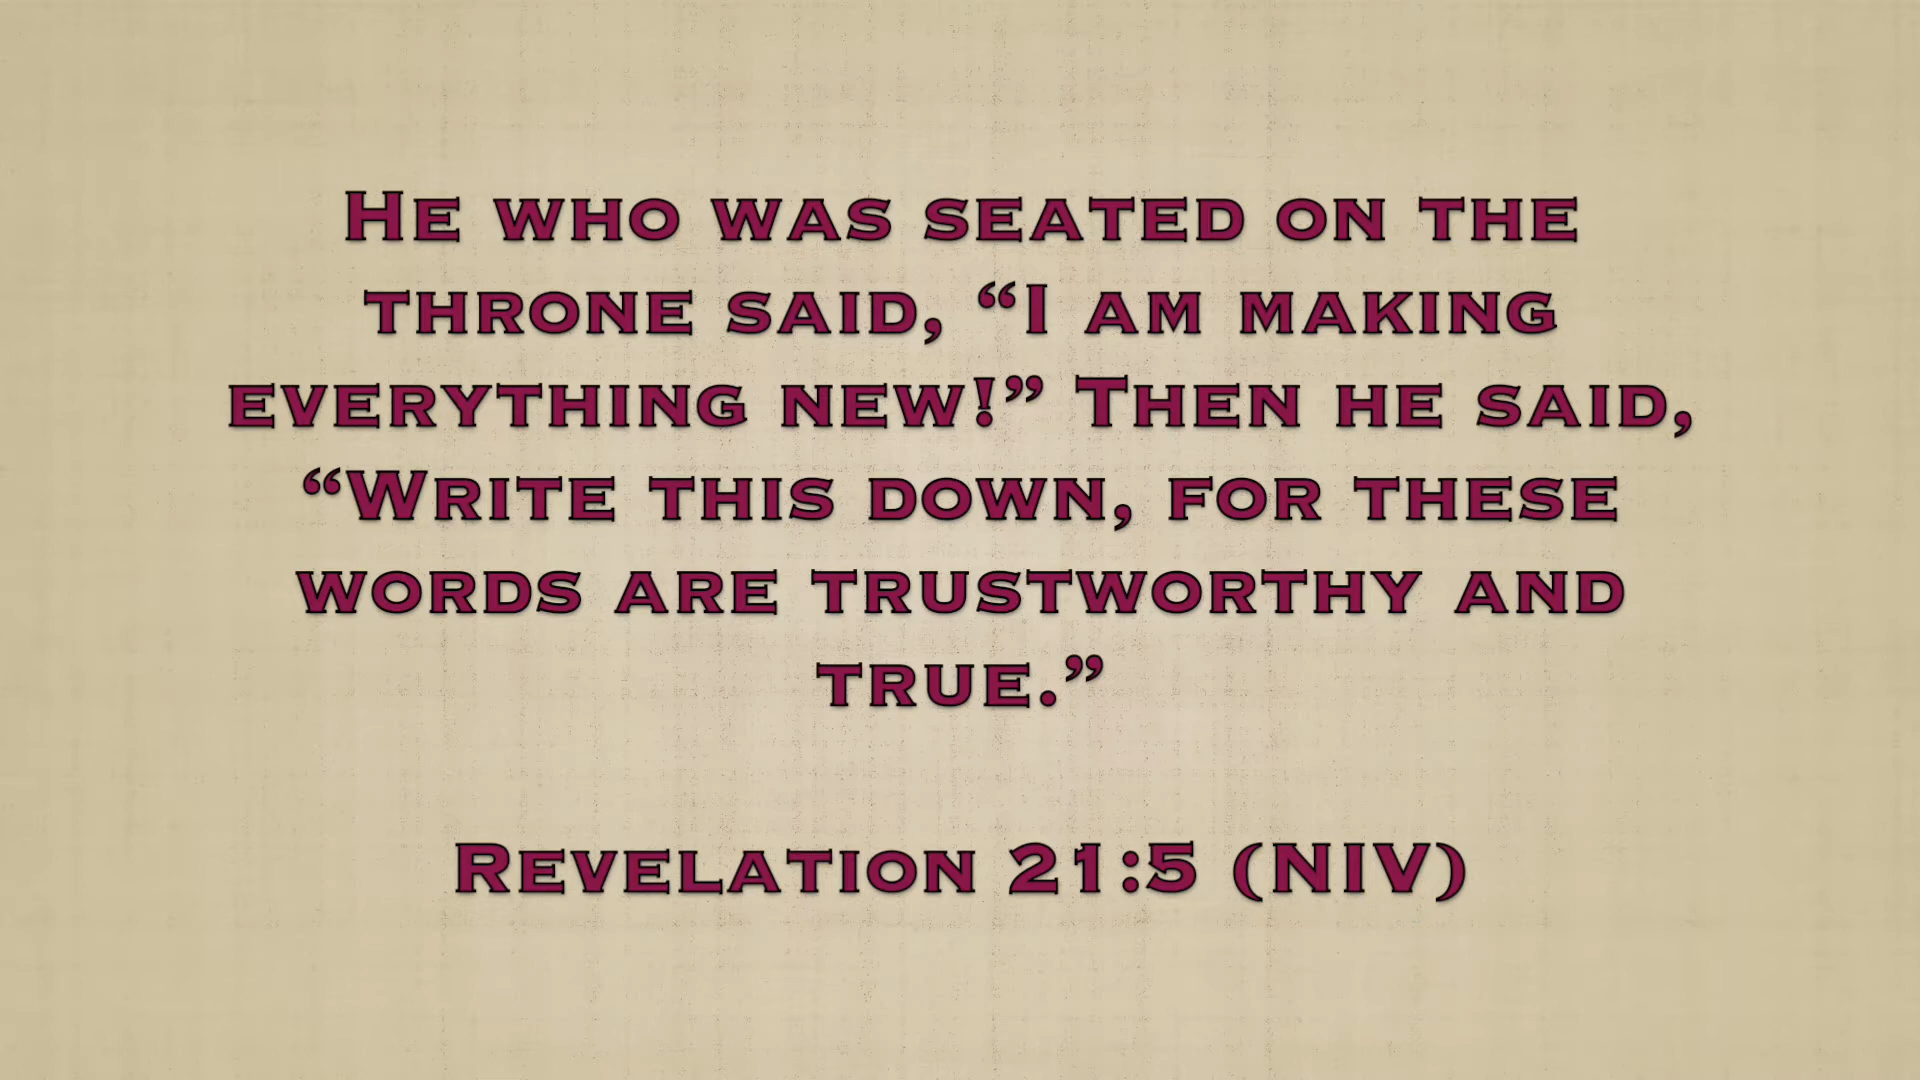 He who was seated on the
throne said, “I am making
everything new!” Then he said,
“Write this down, for these
words are trustworthy and
true.”
Revelation 21:5 (NIV)